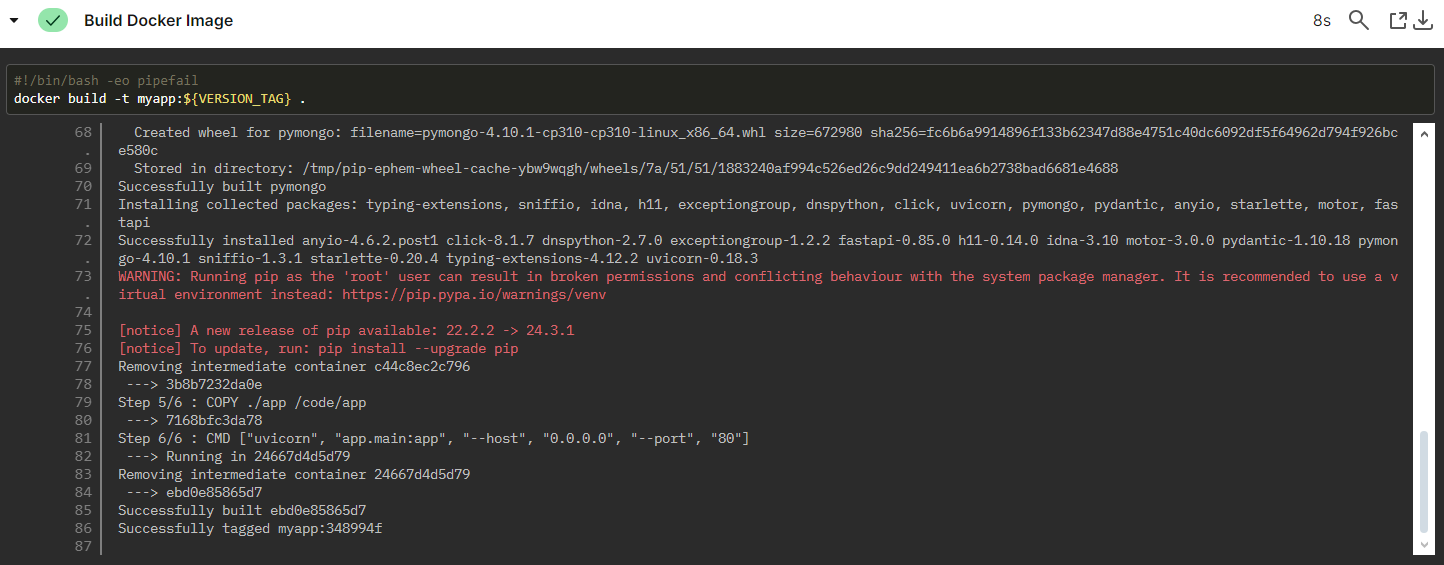 Build Docker Image
8s
#!/bin/bash -eo pipefail
docker build -t myapp:${VERSION_TAG} .
68   Created wheel for pymongo: filename=pymongo-4.10.1-cp310-cp310-linux_x86_64.whl size=672980 sha256=fc6b6a9914896f133b62347d88e4751c40dc6092df5f64962d794f926bc
. e580c
69   Stored in directory: /tmp/pip-ephem-wheel-cache-ybw9wqgh/wheels/7a/51/51/1883240af994c526ed26c9dd249411ea6b2738bad6681e4688
70 Successfully built pymongo
71 Installing collected packages: typing-extensions, sniffio, idna, h11, exceptiongroup, dnspython, click, uvicorn, pymongo, pydantic, anyio, starlette, motor, fas
. tapi
72 Successfully installed anyio-4.6.2.post1 click-8.1.7 dnspython-2.7.0 exceptiongroup-1.2.2 fastapi-0.85.0 h11-0.14.0 idna-3.10 motor-3.0.0 pydantic-1.10.18 pymon
. go-4.10.1 sniffio-1.3.1 starlette-0.20.4 typing-extensions-4.12.2 uvicorn-0.18.3
73 WARNING: Running pip as the 'root' user can result in broken permissions and conflicting behaviour with the system package manager. It is recommended to use a v
. irtual environment instead: https://pip.pypa.io/warnings/venv
74
75 [notice] A new release of pip available: 22.2.2 -> 24.3.1
76 [notice] To update, run: pip install --upgrade pip
77 Removing intermediate container c44c8ec2c796
78  ---> 3b8b7232da0e
79 Step 5/6 : COPY ./app /code/app
80  ---> 7168bfc3da78
81 Step 6/6 : CMD ["uvicorn", "app.main:app", "--host", "0.0.0.0", "--port", "80"]
82  ---> Running in 24667d4d5d79
83 Removing intermediate container 24667d4d5d79
84  ---> ebd0e85865d7
85 Successfully built ebd0e85865d7
86 Successfully tagged myapp:348994f
87